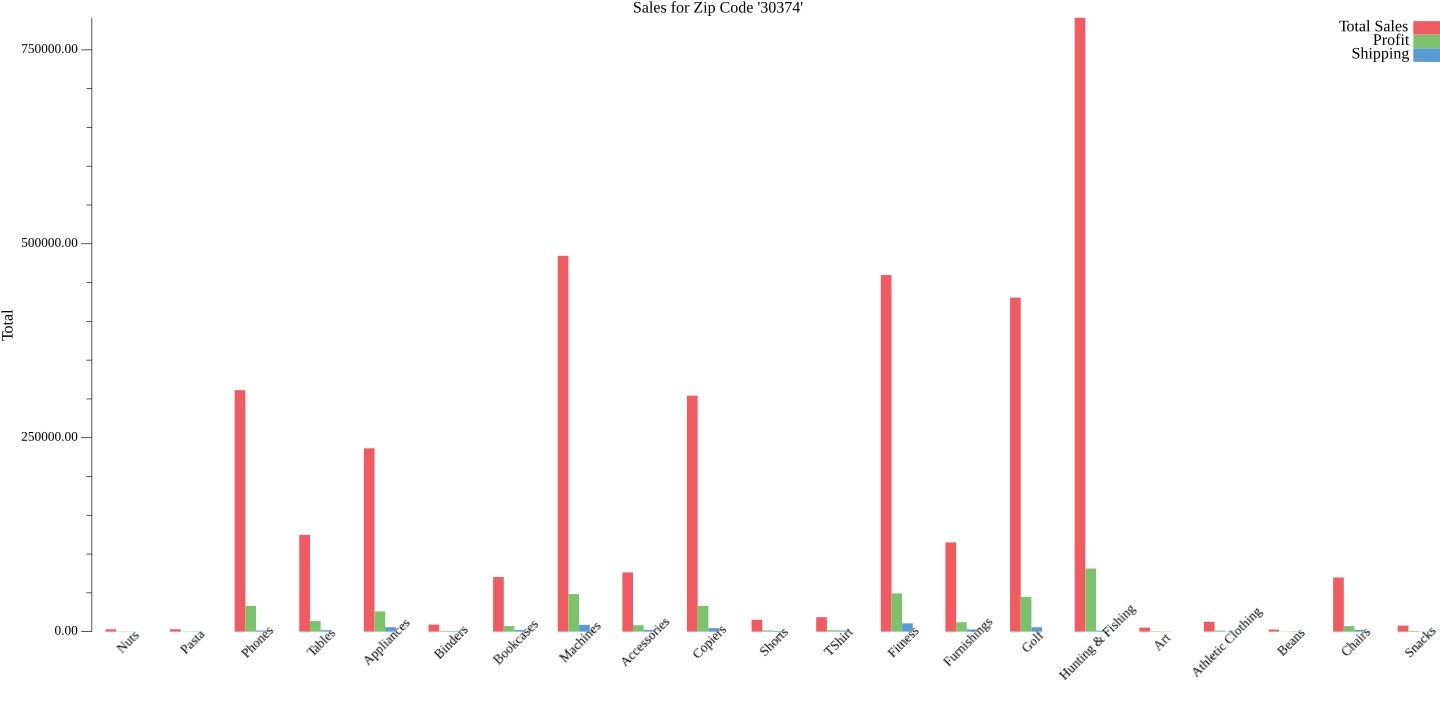 Sales for Zip Code '30374'
Total Sales
Profit
Shipping
750000.00
500000.00
250000.00
0.00
Total
Nuts
Pasta
Phones
Tables
Appliances
Binders
Bookcases
Machines
Accessories
Copiers
Shorts
TShirt
Fitness
Furnishings
Golf
Hunting & Fishing
Art
Athletic Clothing
Beans
Chairs
Snacks